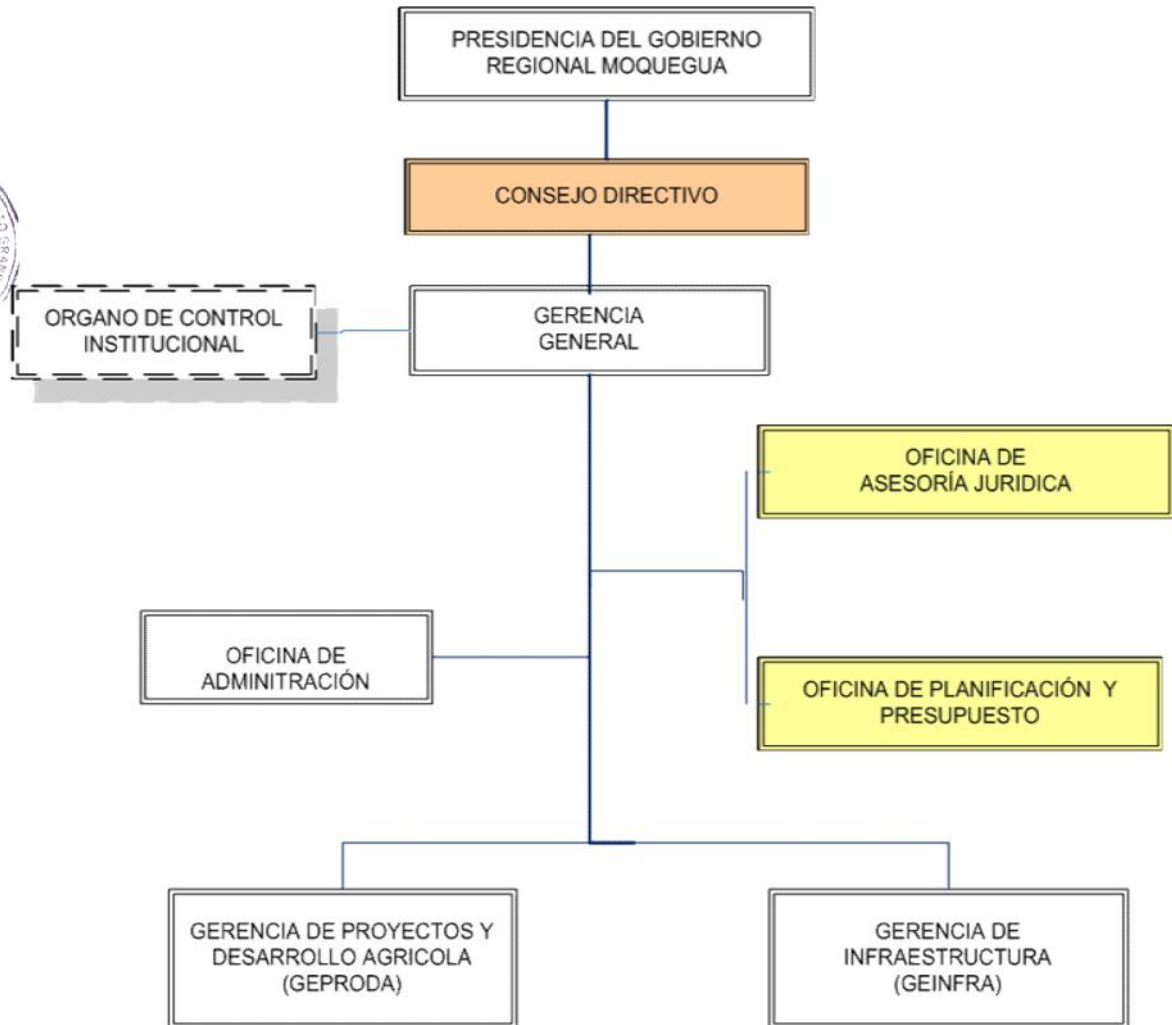 PRESIDENCIA DEL GOBIERNO
REGIONAL MOQUEGUA
CONSEJO DIRECTIVO
ORGANO DE CONTROL
INSTITUCIONAL
GERENCIA
GENERAL
OFICINA DE
ASESORÍA JURIDICA
OFICINA DE
ADMINITRACIÓN
OFICINA DE PLANIFICACIÓN Y
PRESUPUESTO
GERENCIA DE PROYECTOS Y
DESARROLLO AGRICOLA
(GEPRODA)
GERENCIA DE
INFRAESTRUCTURA
(GEINFRA)